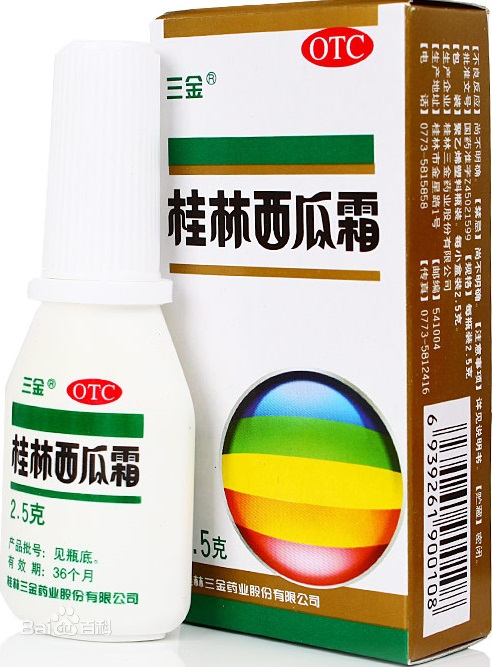 OTC
三金®
桂林西瓜霜
.5克
桂林三金药业股份有限公司
三金®
OTC
桂林西瓜霜
2.5克
产品批号：见瓶底。
有 效 期：36个月
桂林三金药业股份有限公司
【不良反应】尚不明确 【禁忌】尚不明确 【注意事项】详见说明书。 【贮藏】密闭。
【批准文号】国药准字Z45021599 【规格】每瓶装2.5克
【包 装】聚乙烯塑料瓶装，每小盒装2.5克。
【生产企业】桂林三金药业股份有限公司
【生产地址】桂林市金星路1号 【邮编】541004
【电 话】0773-5815858 【传真】0773-5812416
6 939261 900108
Bai du 百科